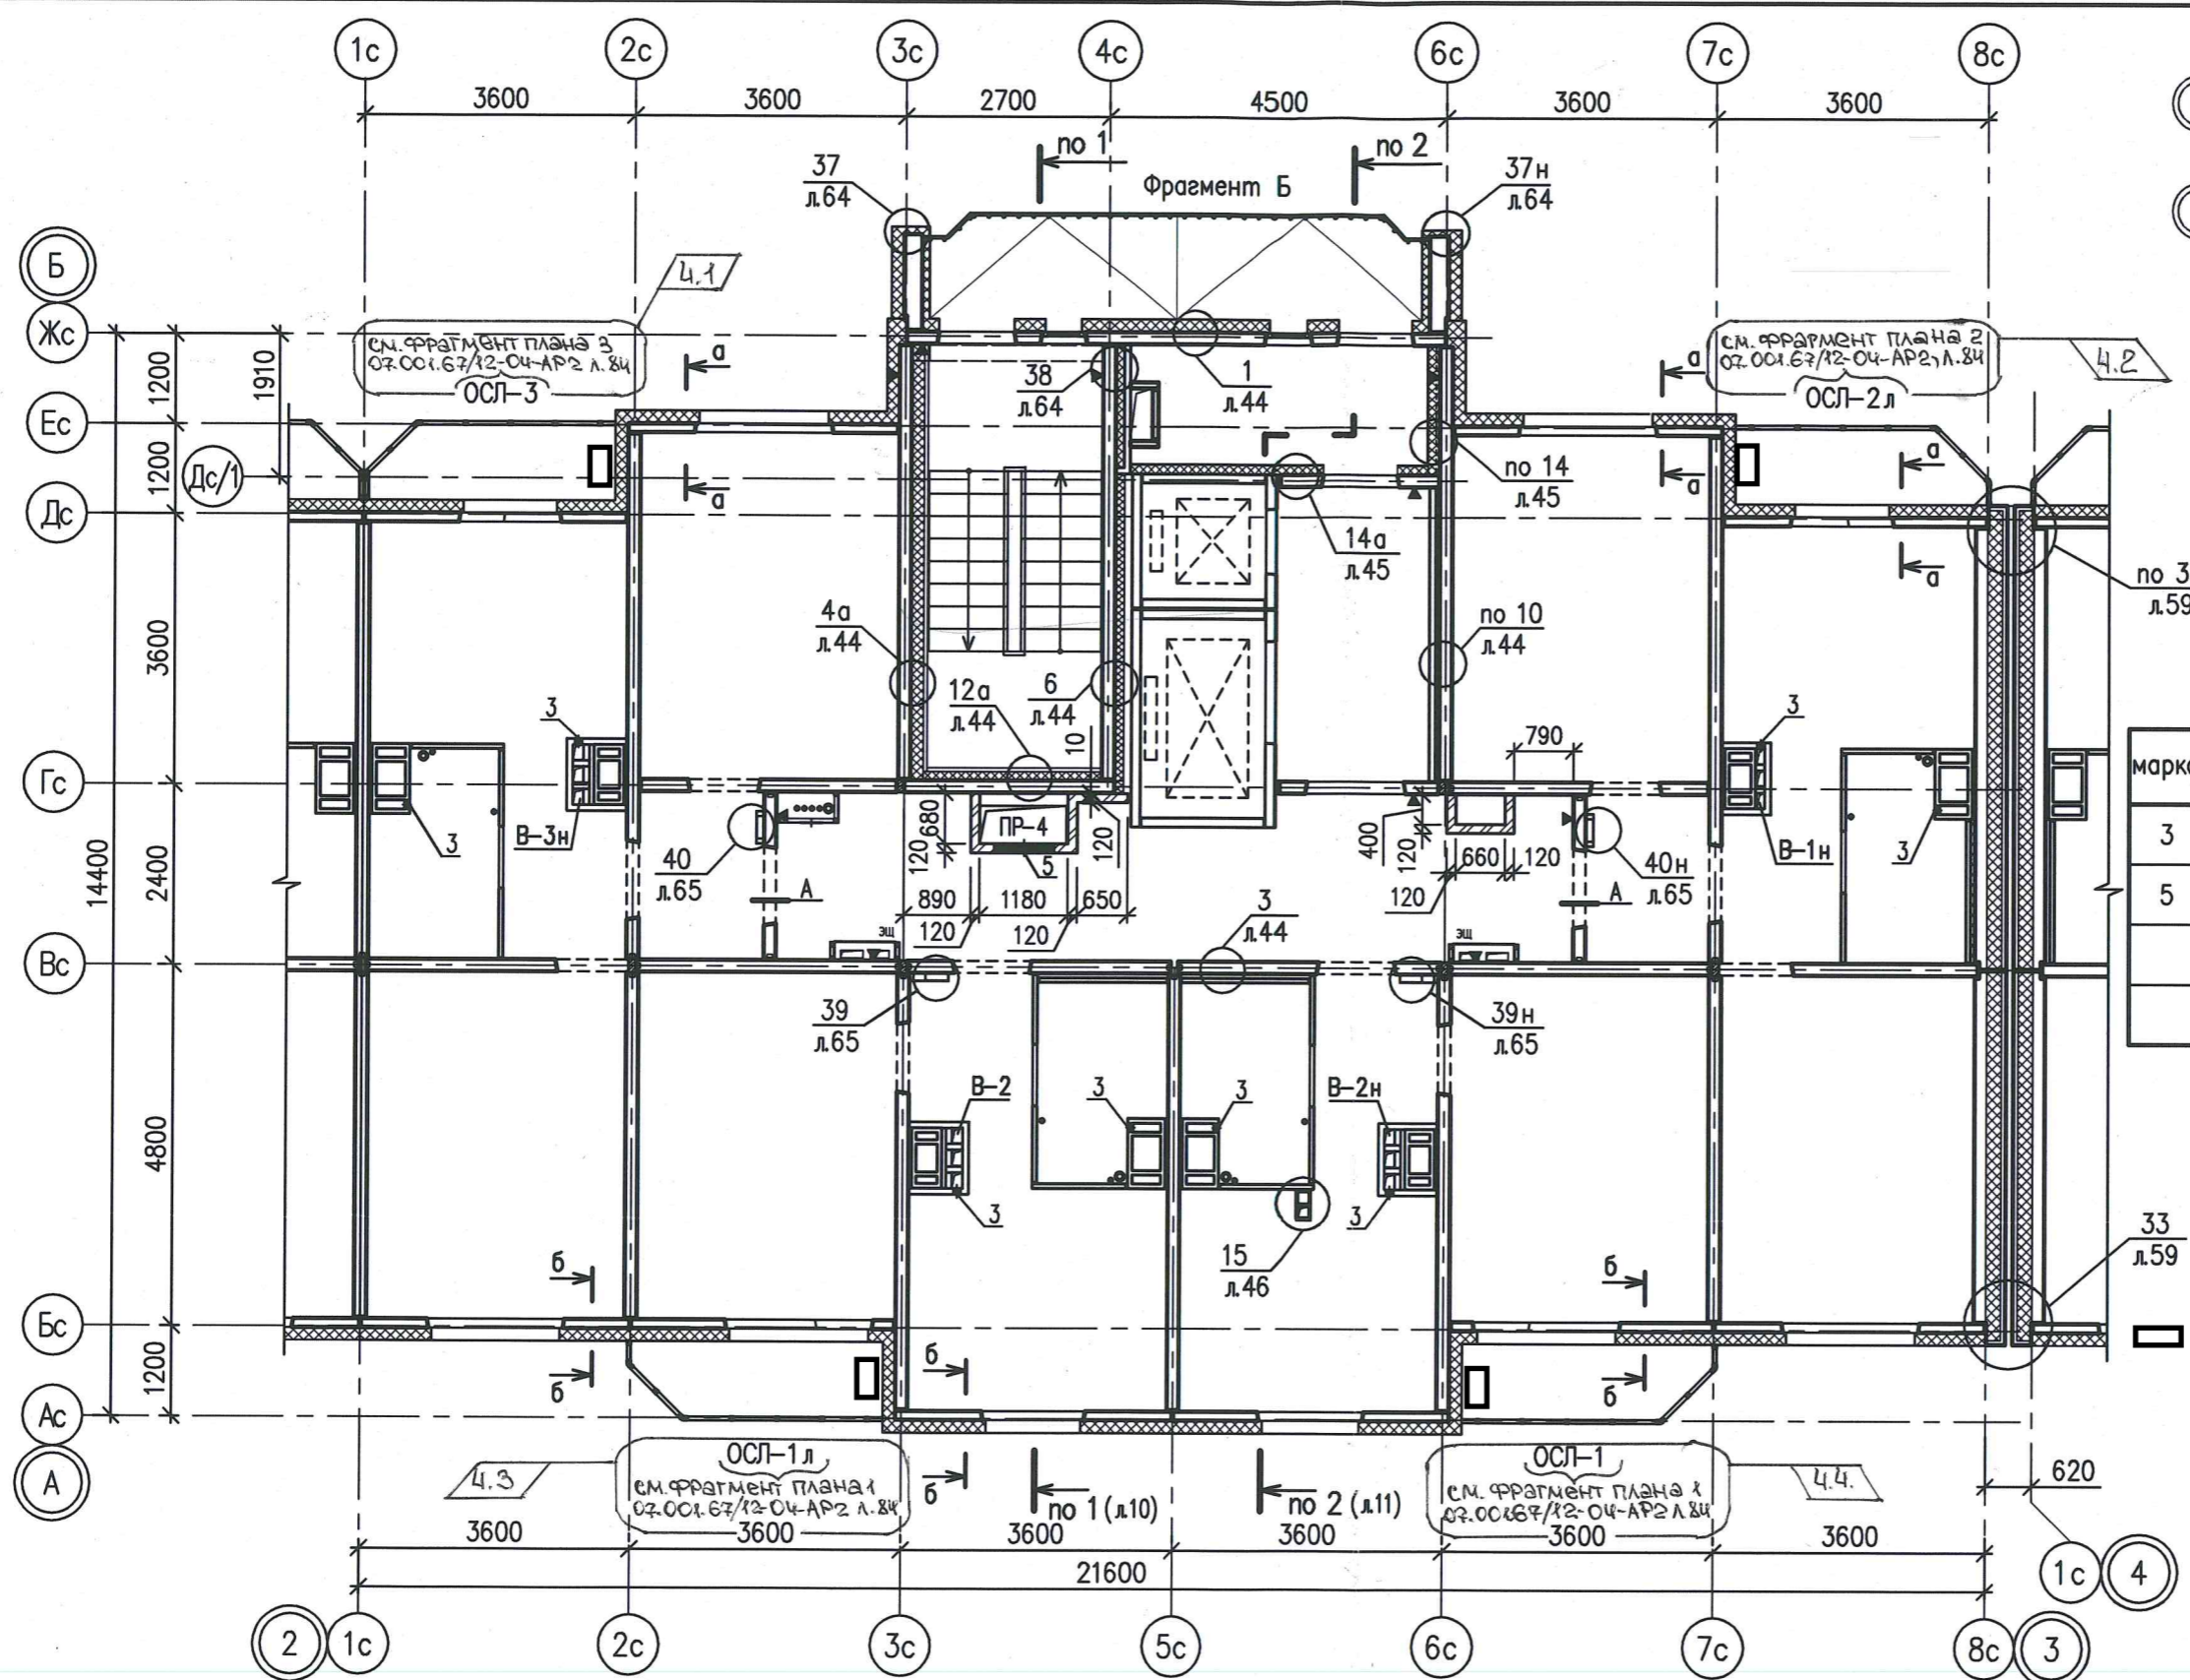 1с 2с 3с 4с 6с 7с 8с
3600 3600 2700 4500 3600 3600
по 1
по 2
Фрагмент Б
37
л.64
37н
л.64
Б
Жс
Ес
Дс/1
Дс
Гс
Вс
Бс
Ас
А
1200
1910
1200
3600
2400
14400
4800
1200
4.1
см. фрагмент плана 3
07.001.67/12-04-АР2 л.84
ОСЛ-3
см. фрагмент плана 2
07.001.67/12-04-АР2, л.84
ОСЛ-2л
4.2
а
а
а
а
а
а
38
л.64
1
л.44
по 14
л.45
14а
л.45
по 3
л.59
4а
л.44
12а
л.44
6
л.44
по 10
л.44
10
790
3
3
В-3н
3
В-1н
3
марка
3
5
40
л.65
А
120 680
ПР-4
5
120
890 1180 650
120 120
400
120
660 120
120
40н
л.65
А
эщ
эщ
3
л.44
39
л.65
39н
л.65
В-2
3
3
3
В-2н
3
15
л.46
33
л.59
б
б
б
б
б
б
4.3
ОСЛ-1л
см. фрагмент плана 1
07.001.67/12-04-АР2 л.84
по 1 (л.10)
по 2 (л.11)
ОСЛ-1
см. фрагмент плана 1
07.00167/12-04-АР2 л.84
4.4.
620
3600 3600 3600 3600 3600 3600
21600
1с 4
2 1с 2с 3с 5с 6с 7с 8с 3